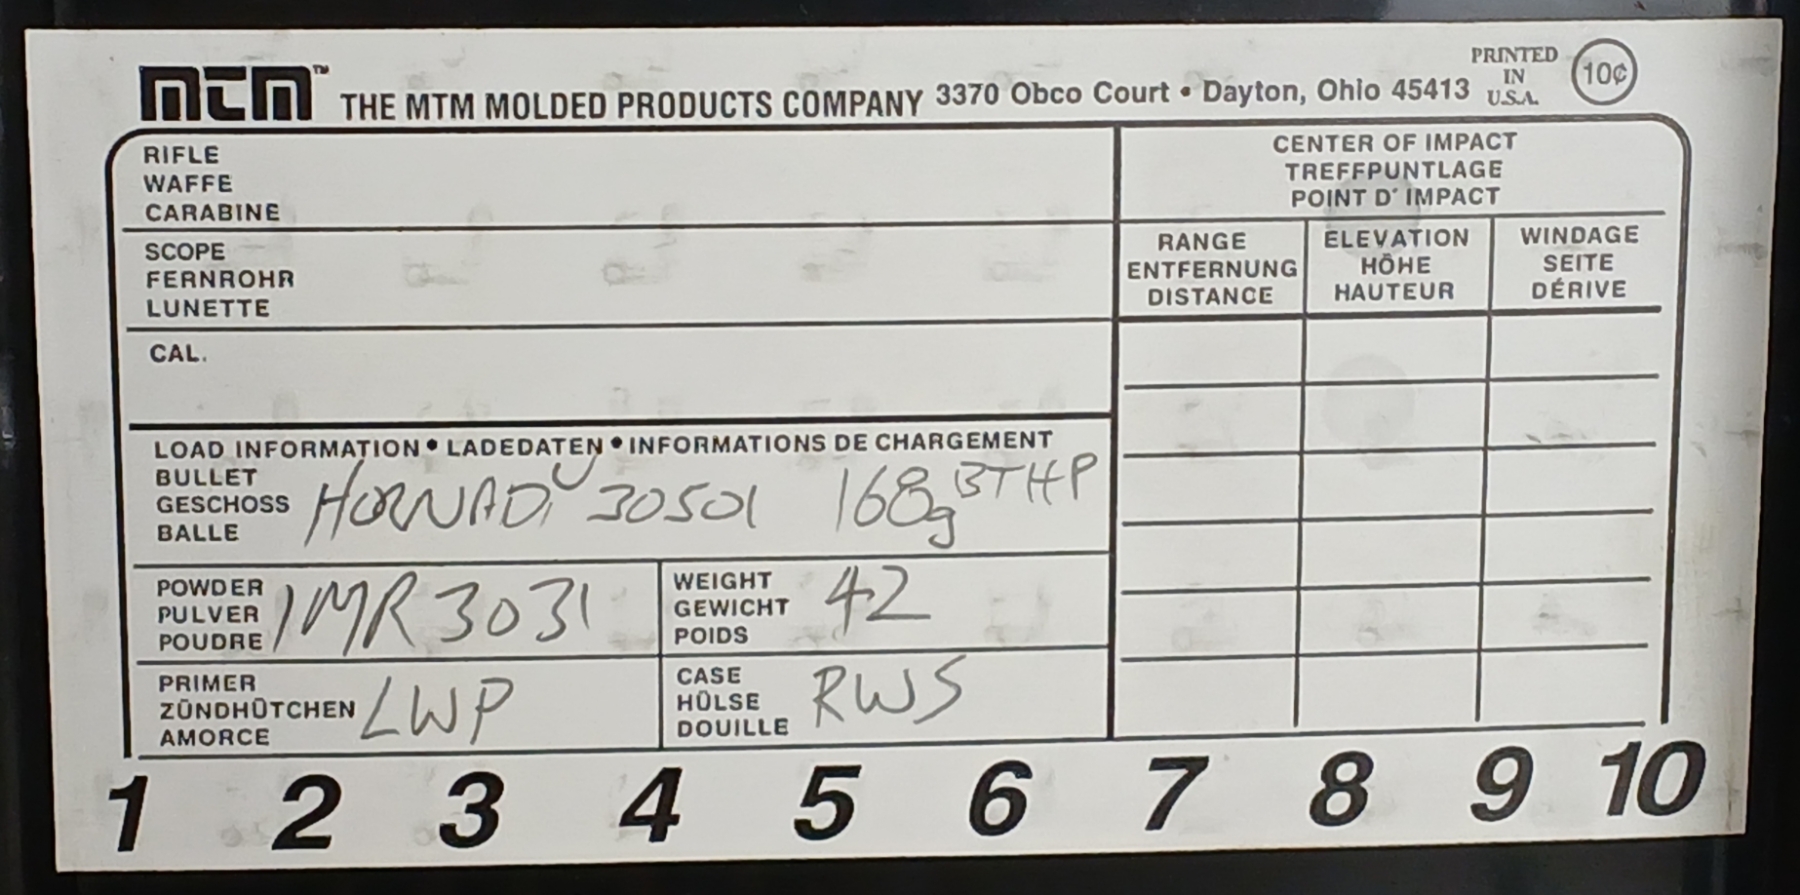 MTM™ THE MTM MOLDED PRODUCTS COMPANY 3370 Obco Court • Dayton, Ohio 45413
PRINTED
IN
U.S.A.
10¢
RIFLE
WAFFE
CARABINE
SCOPE
FERNROHR
LUNETTE
CAL.
LOAD INFORMATION • LADEDATEN • INFORMATIONS DE CHARGEMENT
BULLET
GESCHOSS
BALLE
HORNADY 30501 168g BTHP
POWDER
PULVER
POUDRE
IMR 3031
WEIGHT
GEWICHT
POIDS
42
PRIMER
ZÜNDHÜTCHEN
AMORCE
LWP
CASE
HÜLSE
DOUILLE
RWS
CENTER OF IMPACT
TREFFPUNTLAGE
POINT D' IMPACT
RANGE
ENTFERNUNG
DISTANCE
ELEVATION
HÔHE
HAUTEUR
WINDAGE
SEITE
DÉRIVE
1 2 3 4 5 6 7 8 9 10